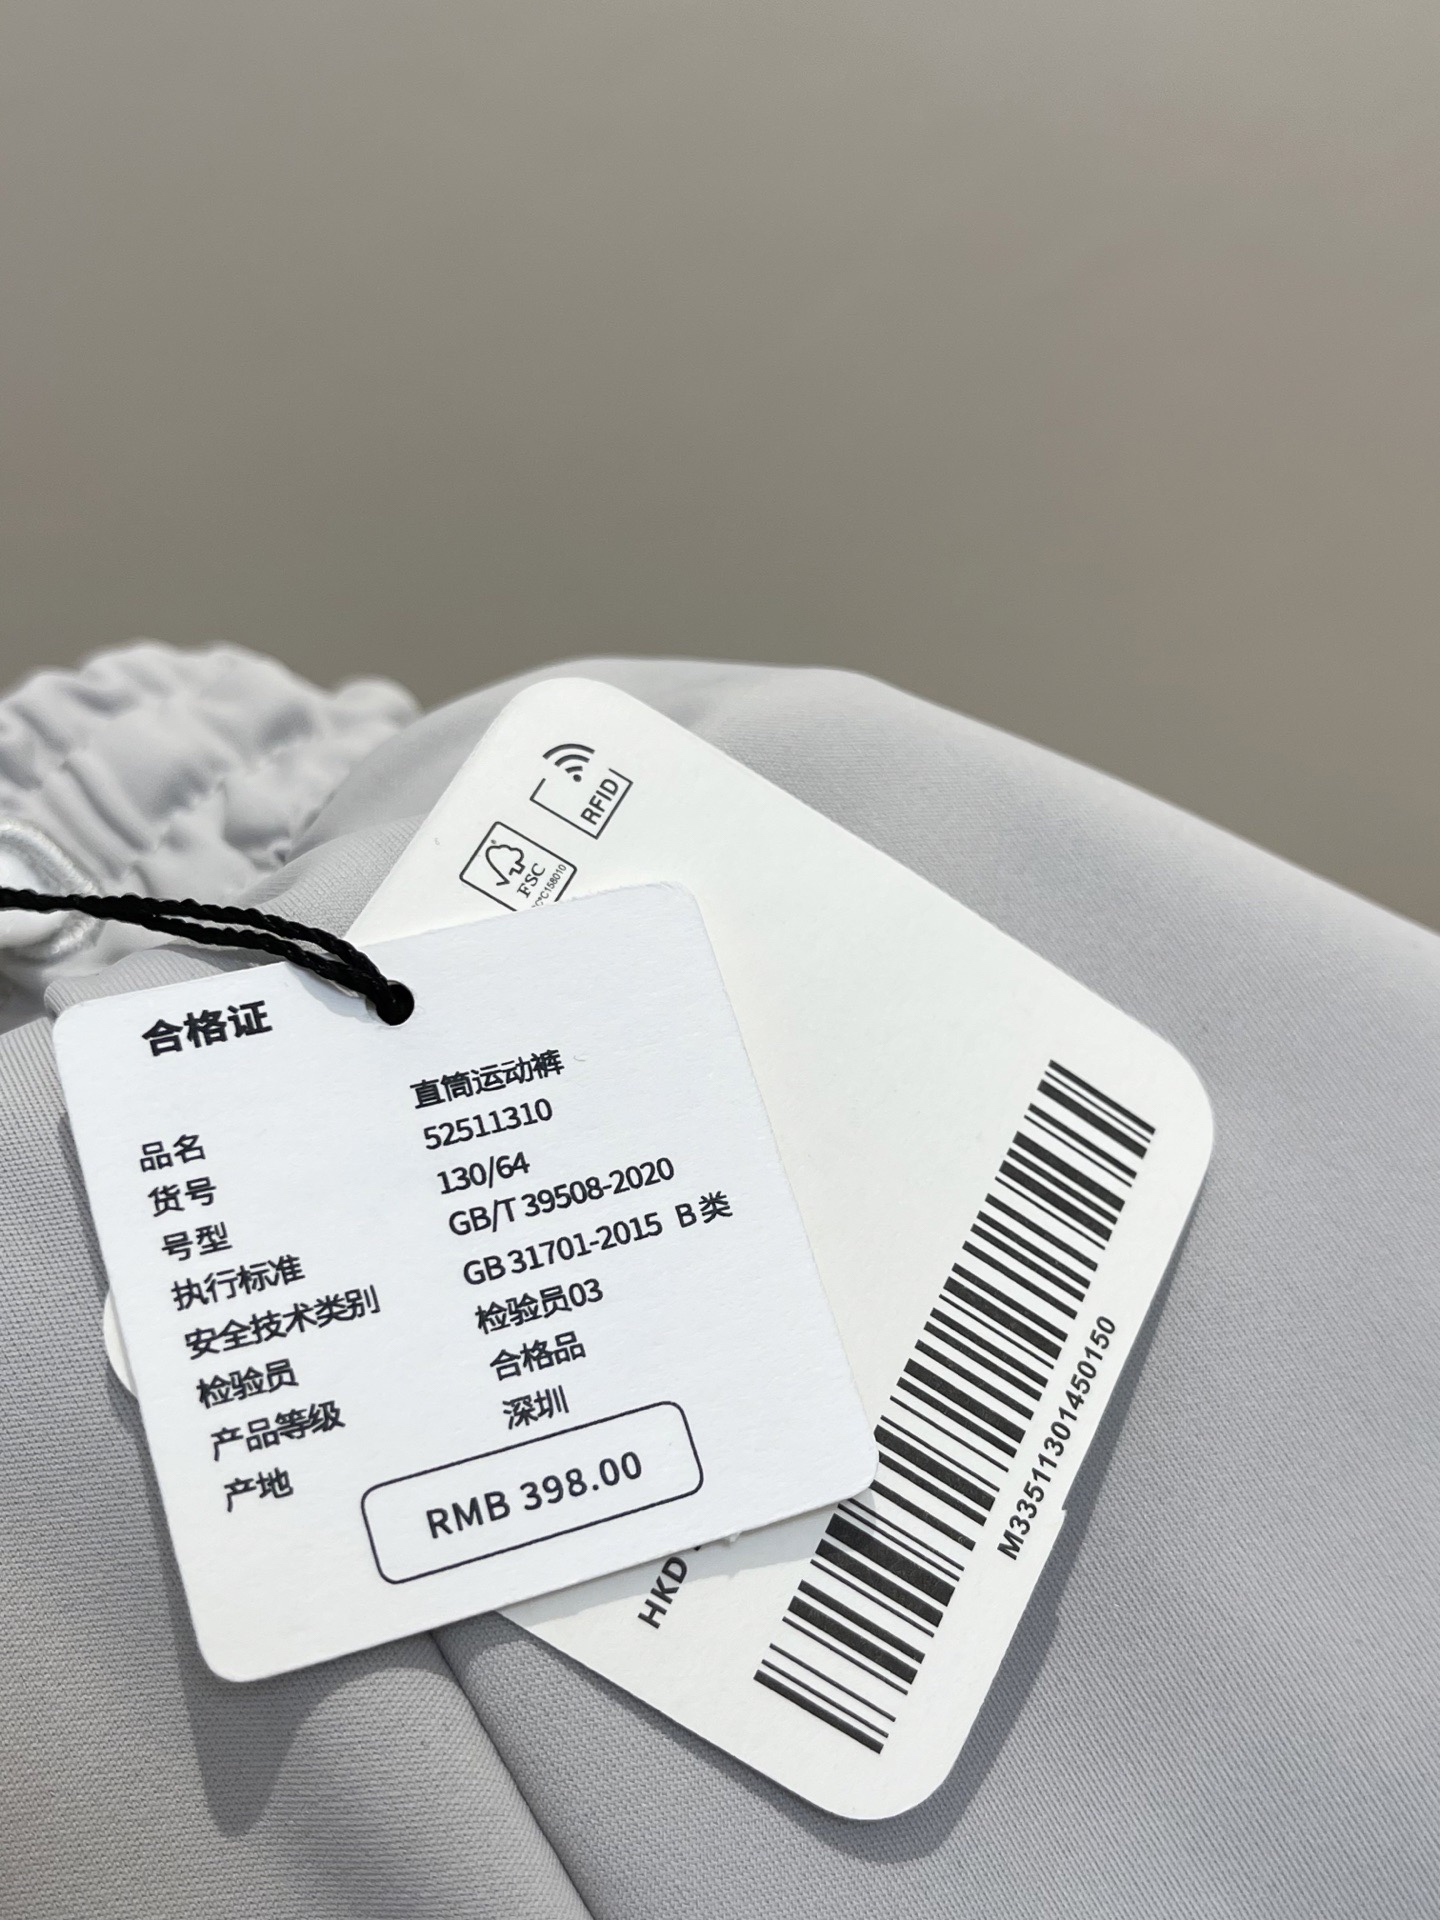 RFID
FSC
C158010
合格证
品名 直筒运动裤
货号 52511310
号型 130/64
执行标准 GB/T 39508-2020
安全技术类别 GB 31701-2015 B类
检验员 检验员03
产品等级 合格品
产地 深圳
RMB 398.00
HKD
M33511301450150